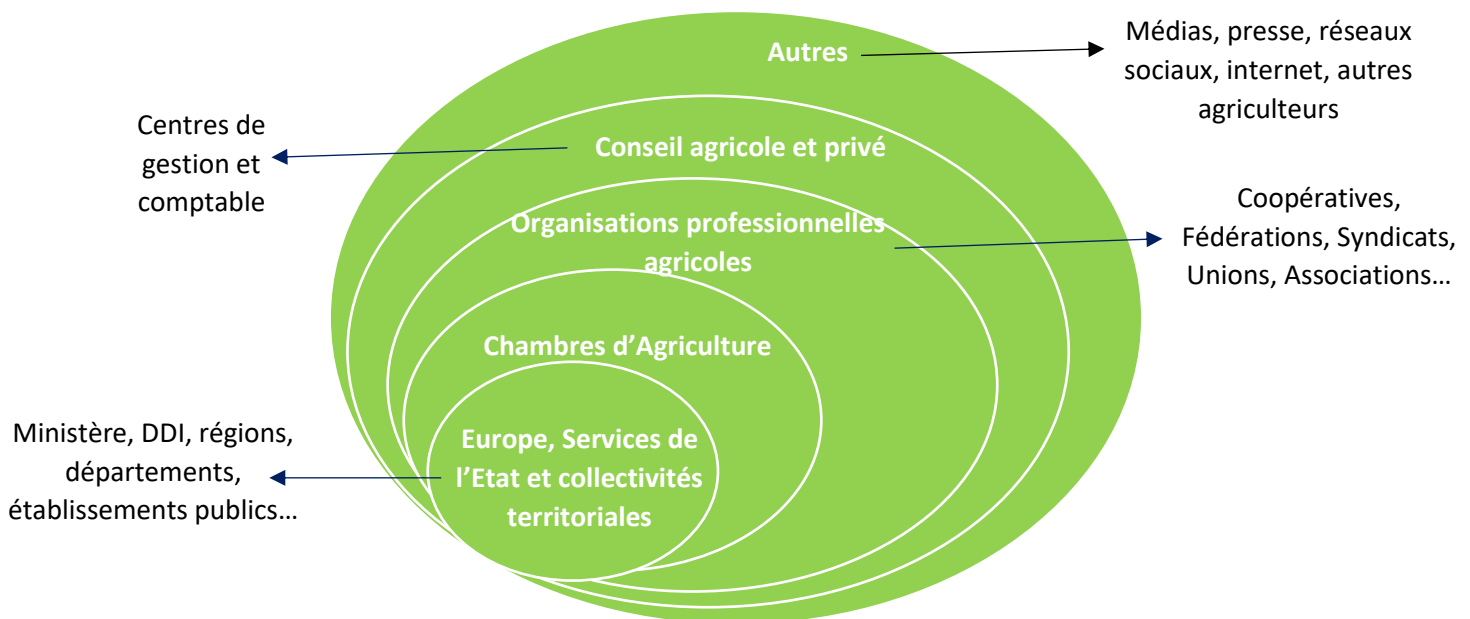 Autres
Médias, presse, réseaux
sociaux, internet, autres
agriculteurs
Centres de
gestion et
comptable
Conseil agricole et privé
Organisations professionnelles
agricoles
Coopératives,
Fédérations, Syndicats,
Unions, Associations…
Chambres d’Agriculture
Ministère, DDI, régions,
départements,
établissements publics…
Europe, Services de
l’Etat et collectivités
territoriales